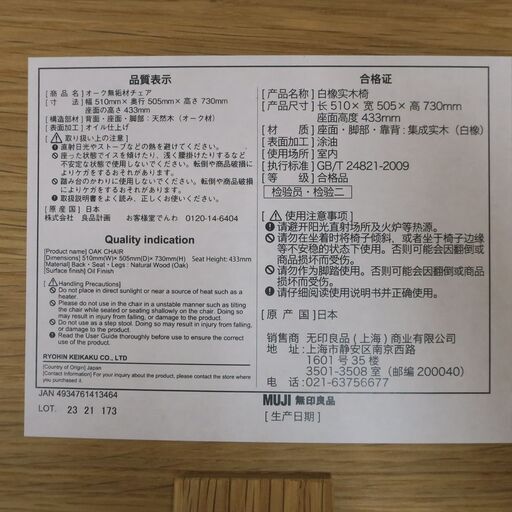 品質表示
[ 商 品 名 ] オーク無垢材チェア
[ 寸　　 法 ] 幅 510mm× 奥行 505mm× 高さ 730mm
座面の高さ 433mm
[ 構造部材 ] 背面・座面・脚部：天然木（オーク材）
[ 表面加工 ] オイル仕上げ
[ ⚠ 取り扱い上の注意 ]
直射日光やストーブなどの熱を避けてください。
座った状態でイスを傾けたり、浅く腰掛けたりするなど
不安定な状態で使用しないでください。転倒や商品破損に
よりケガをするおそれがあります。
踏み台のかわりに使用しないでください。転倒や商品破損
によりケガをするおそれがあります。
取扱説明書をよく読み、正しくお使いください。
[ 原 産 国 ] 日本
株式会社　良品計画　　お客様室でんわ　0120-14-6404
Quality indication
[Product name] OAK CHAIR
[Dimensions] 510mm(W)× 505mm(D)× 730mm(H)　Seat Height: 433mm
[Material] Back・Seat・Legs : Natural Wood (Oak)
[Surface finish] Oil Finish
[ ⚠ Handling Precautions]
Do not place in direct sunlight or near a source of heat such as a
heater.
Please do not use the chair in a unstable manner such as tilting
the chair while seated or seating shallowly on the chair. Doing
so may result in injury from falling, or damage to the chair.
Do not use as a step stool. Doing so may result in injury from falling,
or damage to the chair.
Read the User Guide thoroughly before use to ensure correct
use.
RYOHIN KEIKAKU CO., LTD
[Country of Origin] Japan
[Contact Information] For your inquiry about the product, please contact the store where
you purchased it.
JAN 4934761413464
LOT. 23 21 173
合格证
[ 产品名称 ] 白橡实木椅
[ 产品尺寸 ] 长 510× 宽 505× 高 730mm
座面高度 433mm
[ 材　　质 ] 座面・脚部・靠背 : 集成实木（白橡）
[ 表面加工 ] 涂油
[ 使用场所 ] 室内
[ 执行标准 ] GB/T 24821-2009
[ 等　　级 ] 合格品
检验员・检验二
[ ⚠ 使用注意事项 ]
请避开阳光直射场所及火炉等热源。
请勿在坐着时将椅子倾斜，或者坐于椅子边缘
等不安稳的状态下使用。否则可能会因翻倒或
商品损坏而受伤。
请勿作为脚踏使用。否则可能会因翻倒或商品
损坏而受伤。
请仔细阅读使用说明书并正确使用。
[ 原 产 国 ] 日本
销售商　无印良品（上海）商业有限公司
地　址 : 上海市静安区南京西路
1601 号 35 楼
3501-3508 室（邮编 200040）
电　话 : 021-63756677
MUJI 無印良品
[ 生产日期 ]